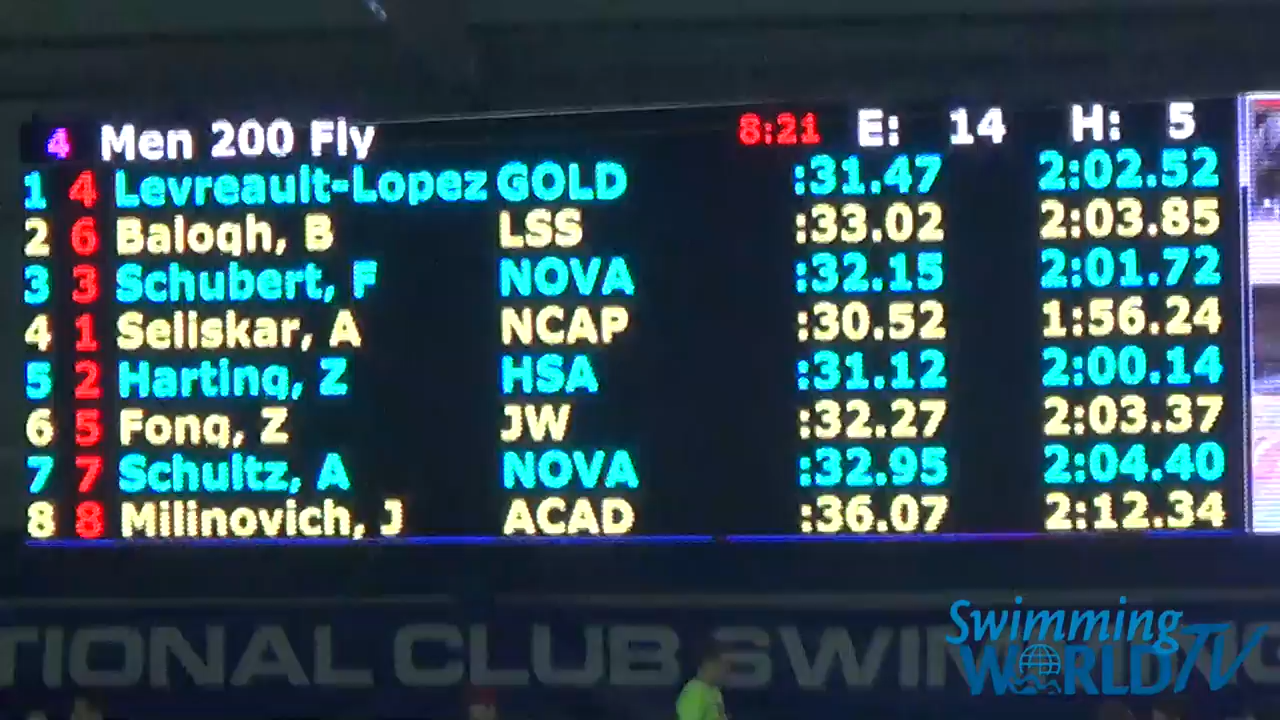 4 Men 200 Fly 8:21 E: 14 H: 5
1 4 Levreault-Lopez GOLD :31.47 2:02.52
2 6 Balogh, B LSS :33.02 2:03.85
3 3 Schubert, F NOVA :32.15 2:01.72
4 1 Seliskar, A NCAP :30.52 1:56.24
5 2 Harting, Z HSA :31.12 2:00.14
6 5 Fong, Z JW :32.27 2:03.37
7 7 Schultz, A NOVA :32.95 2:04.40
8 8 Milinovich, J ACAD :36.07 2:12.34
TIONAL CLUB SWIM
Swimming
WORLD TV